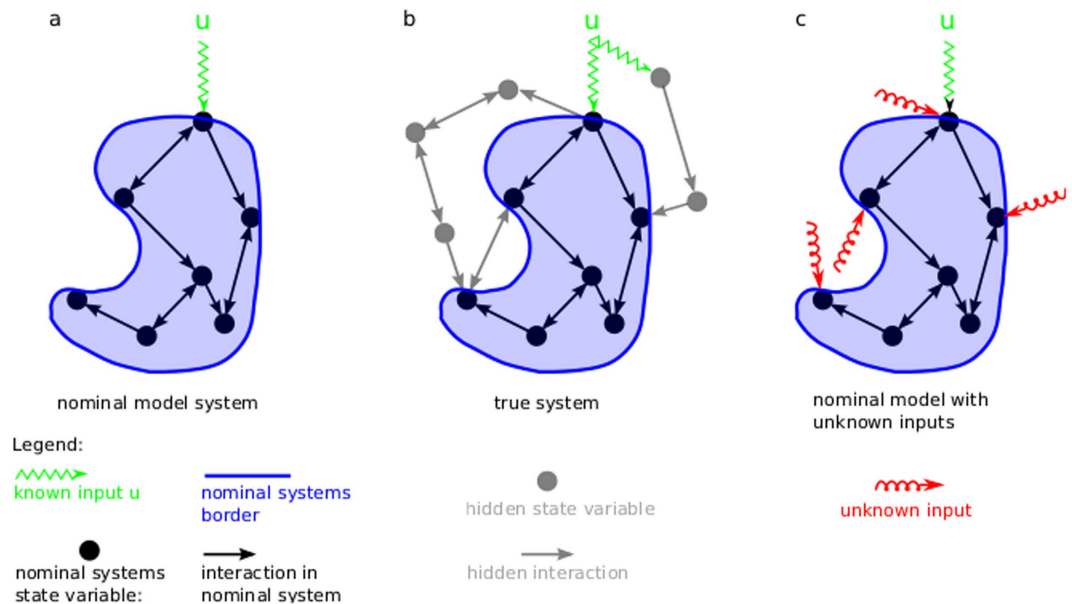 a
b
c
u
u
u
nominal model system
true system
nominal model with
unknown inputs
Legend:
known input u
nominal systems
border
hidden state variable
unknown input
nominal systems
state variable:
interaction in
nominal system
hidden interaction